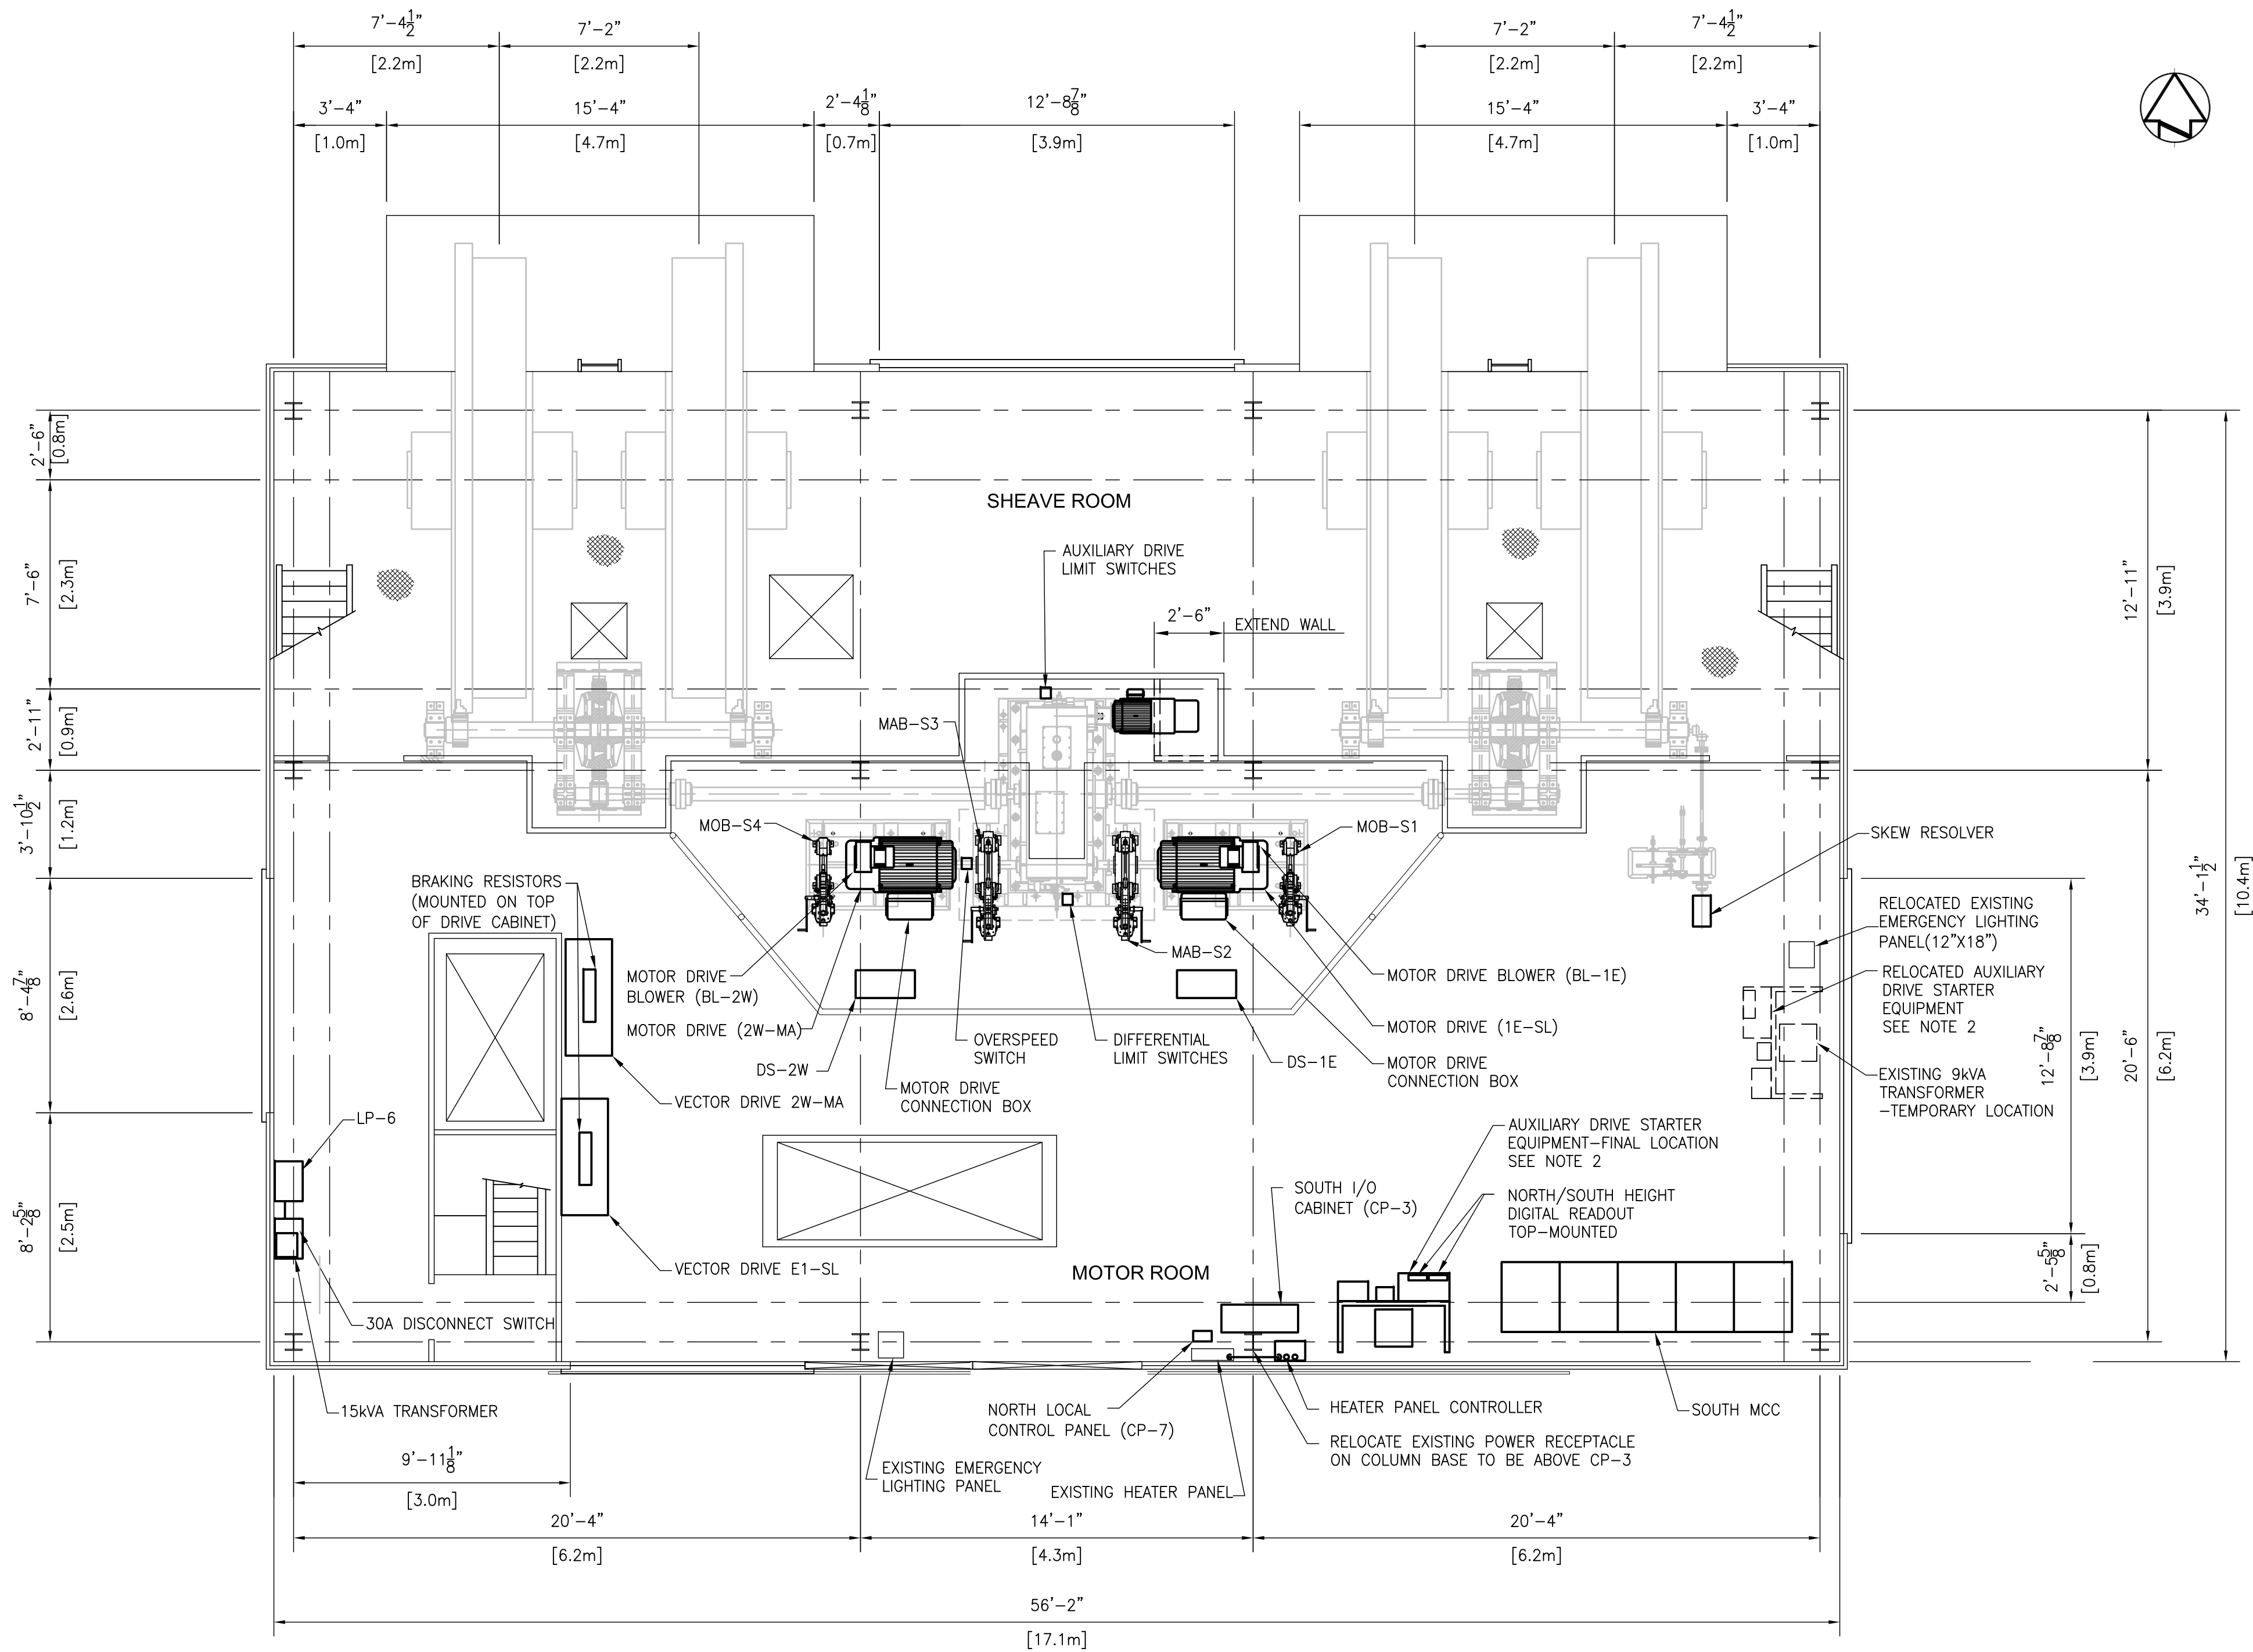 7'-4½"
7'-2"
7'-2"
7'-4½"
[2.2m]
[2.2m]
[2.2m]
[2.2m]
3'-4"
15'-4"
2'-4⅛"
12'-8⅞"
15'-4"
3'-4"
[1.0m]
[4.7m]
[0.7m]
[3.9m]
[4.7m]
[1.0m]
N
2'-6"
[0.8m]
7'-6"
[2.3m]
2'-11"
[0.9m]
3'-10½"
[1.2m]
8'-4⅞"
[2.6m]
8'-2⅝"
[2.5m]
SHEAVE ROOM
AUXILIARY DRIVE
LIMIT SWITCHES
2'-6"
EXTEND WALL
MAB-S3
MOB-S4
MOB-S1
SKEW RESOLVER
BRAKING RESISTORS
(MOUNTED ON TOP
OF DRIVE CABINET)
RELOCATED EXISTING
EMERGENCY LIGHTING
PANEL(12"X18")
RELOCATED AUXILIARY
DRIVE STARTER
EQUIPMENT
SEE NOTE 2
EXISTING 9kVA
TRANSFORMER
-TEMPORARY LOCATION
MAB-S2
MOTOR DRIVE
BLOWER (BL-2W)
MOTOR DRIVE (2W-MA)
MOTOR DRIVE BLOWER (BL-1E)
MOTOR DRIVE (1E-SL)
MOTOR DRIVE
CONNECTION BOX
OVERSPEED
SWITCH
DIFFERENTIAL
LIMIT SWITCHES
DS-1E
DS-2W
MOTOR DRIVE
CONNECTION BOX
VECTOR DRIVE 2W-MA
LP-6
AUXILIARY DRIVE STARTER
EQUIPMENT-FINAL LOCATION
SEE NOTE 2
SOUTH I/O
CABINET (CP-3)
NORTH/SOUTH HEIGHT
DIGITAL READOUT
TOP-MOUNTED
VECTOR DRIVE E1-SL
MOTOR ROOM
30A DISCONNECT SWITCH
15kVA TRANSFORMER
NORTH LOCAL
CONTROL PANEL (CP-7)
HEATER PANEL CONTROLLER
SOUTH MCC
RELOCATE EXISTING POWER RECEPTACLE
ON COLUMN BASE TO BE ABOVE CP-3
EXISTING EMERGENCY
LIGHTING PANEL
EXISTING HEATER PANEL
12'-11"
[3.9m]
34'-1½"
[10.4m]
12'-8⅞"
[3.9m]
20'-6"
[6.2m]
2'-5⅝"
[0.8m]
9'-11⅛"
[3.0m]
20'-4"
14'-1"
20'-4"
[6.2m]
[4.3m]
[6.2m]
56'-2"
[17.1m]